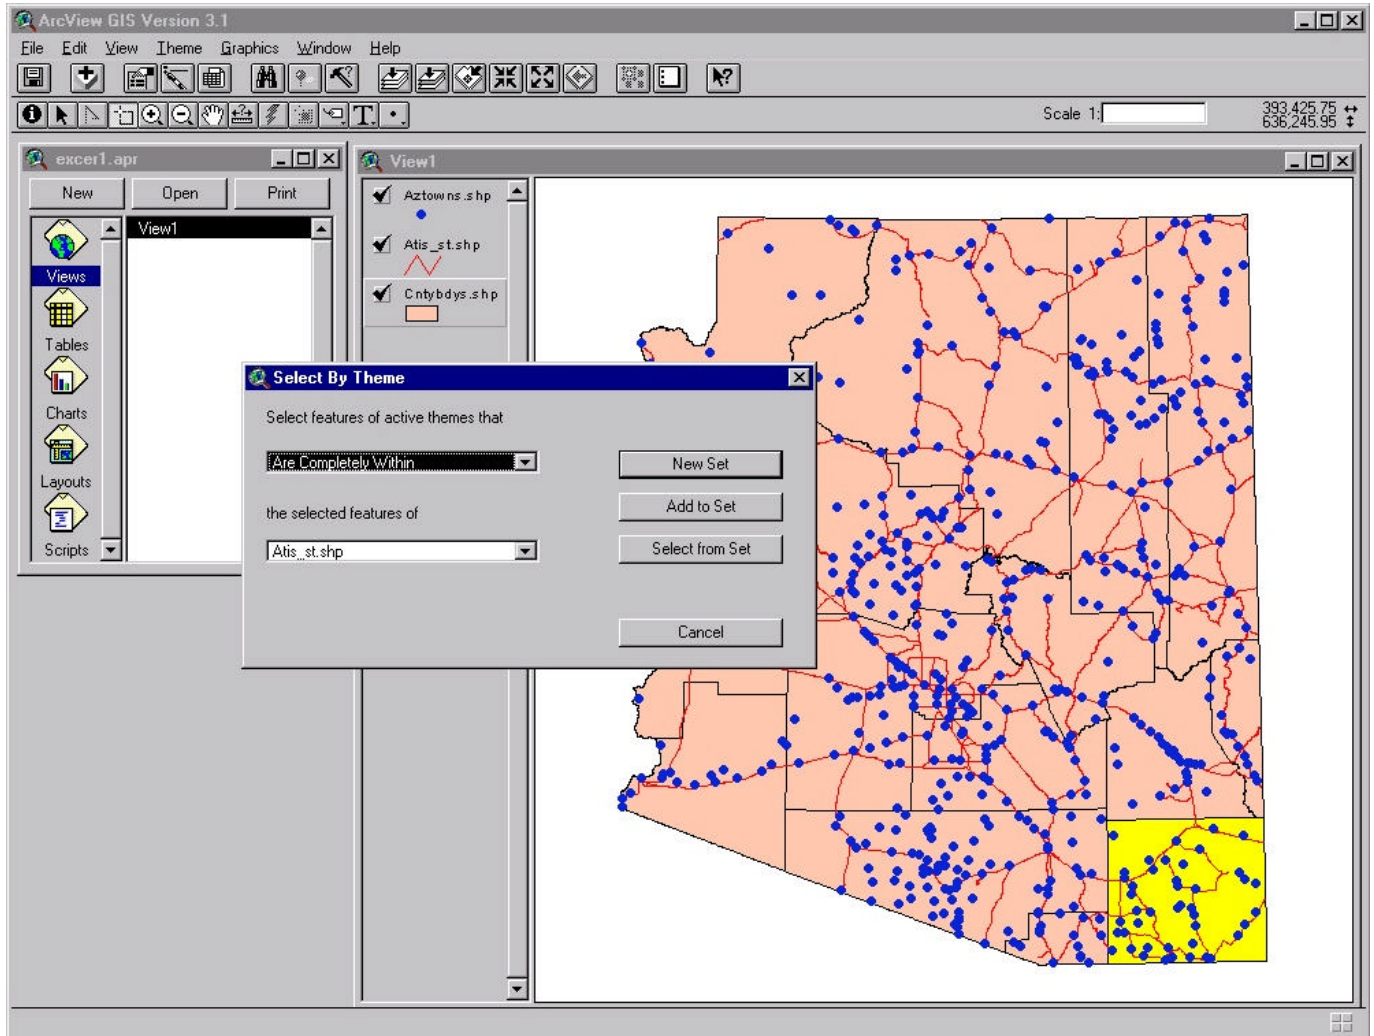 ArcView GIS Version 3.1
File Edit View Theme Graphics Window Help
Scale 1:
393,425.75
636,245.95
excer1.apr
New Open Print
View1
Views
Tables
Charts
Layouts
Scripts
View1
Aztowns.shp
Atis_st.shp
Cntybdys.shp
Select By Theme
Select features of active themes that
Are Completely Within
New Set
Add to Set
the selected features of
Select from Set
Atis_st.shp
Cancel